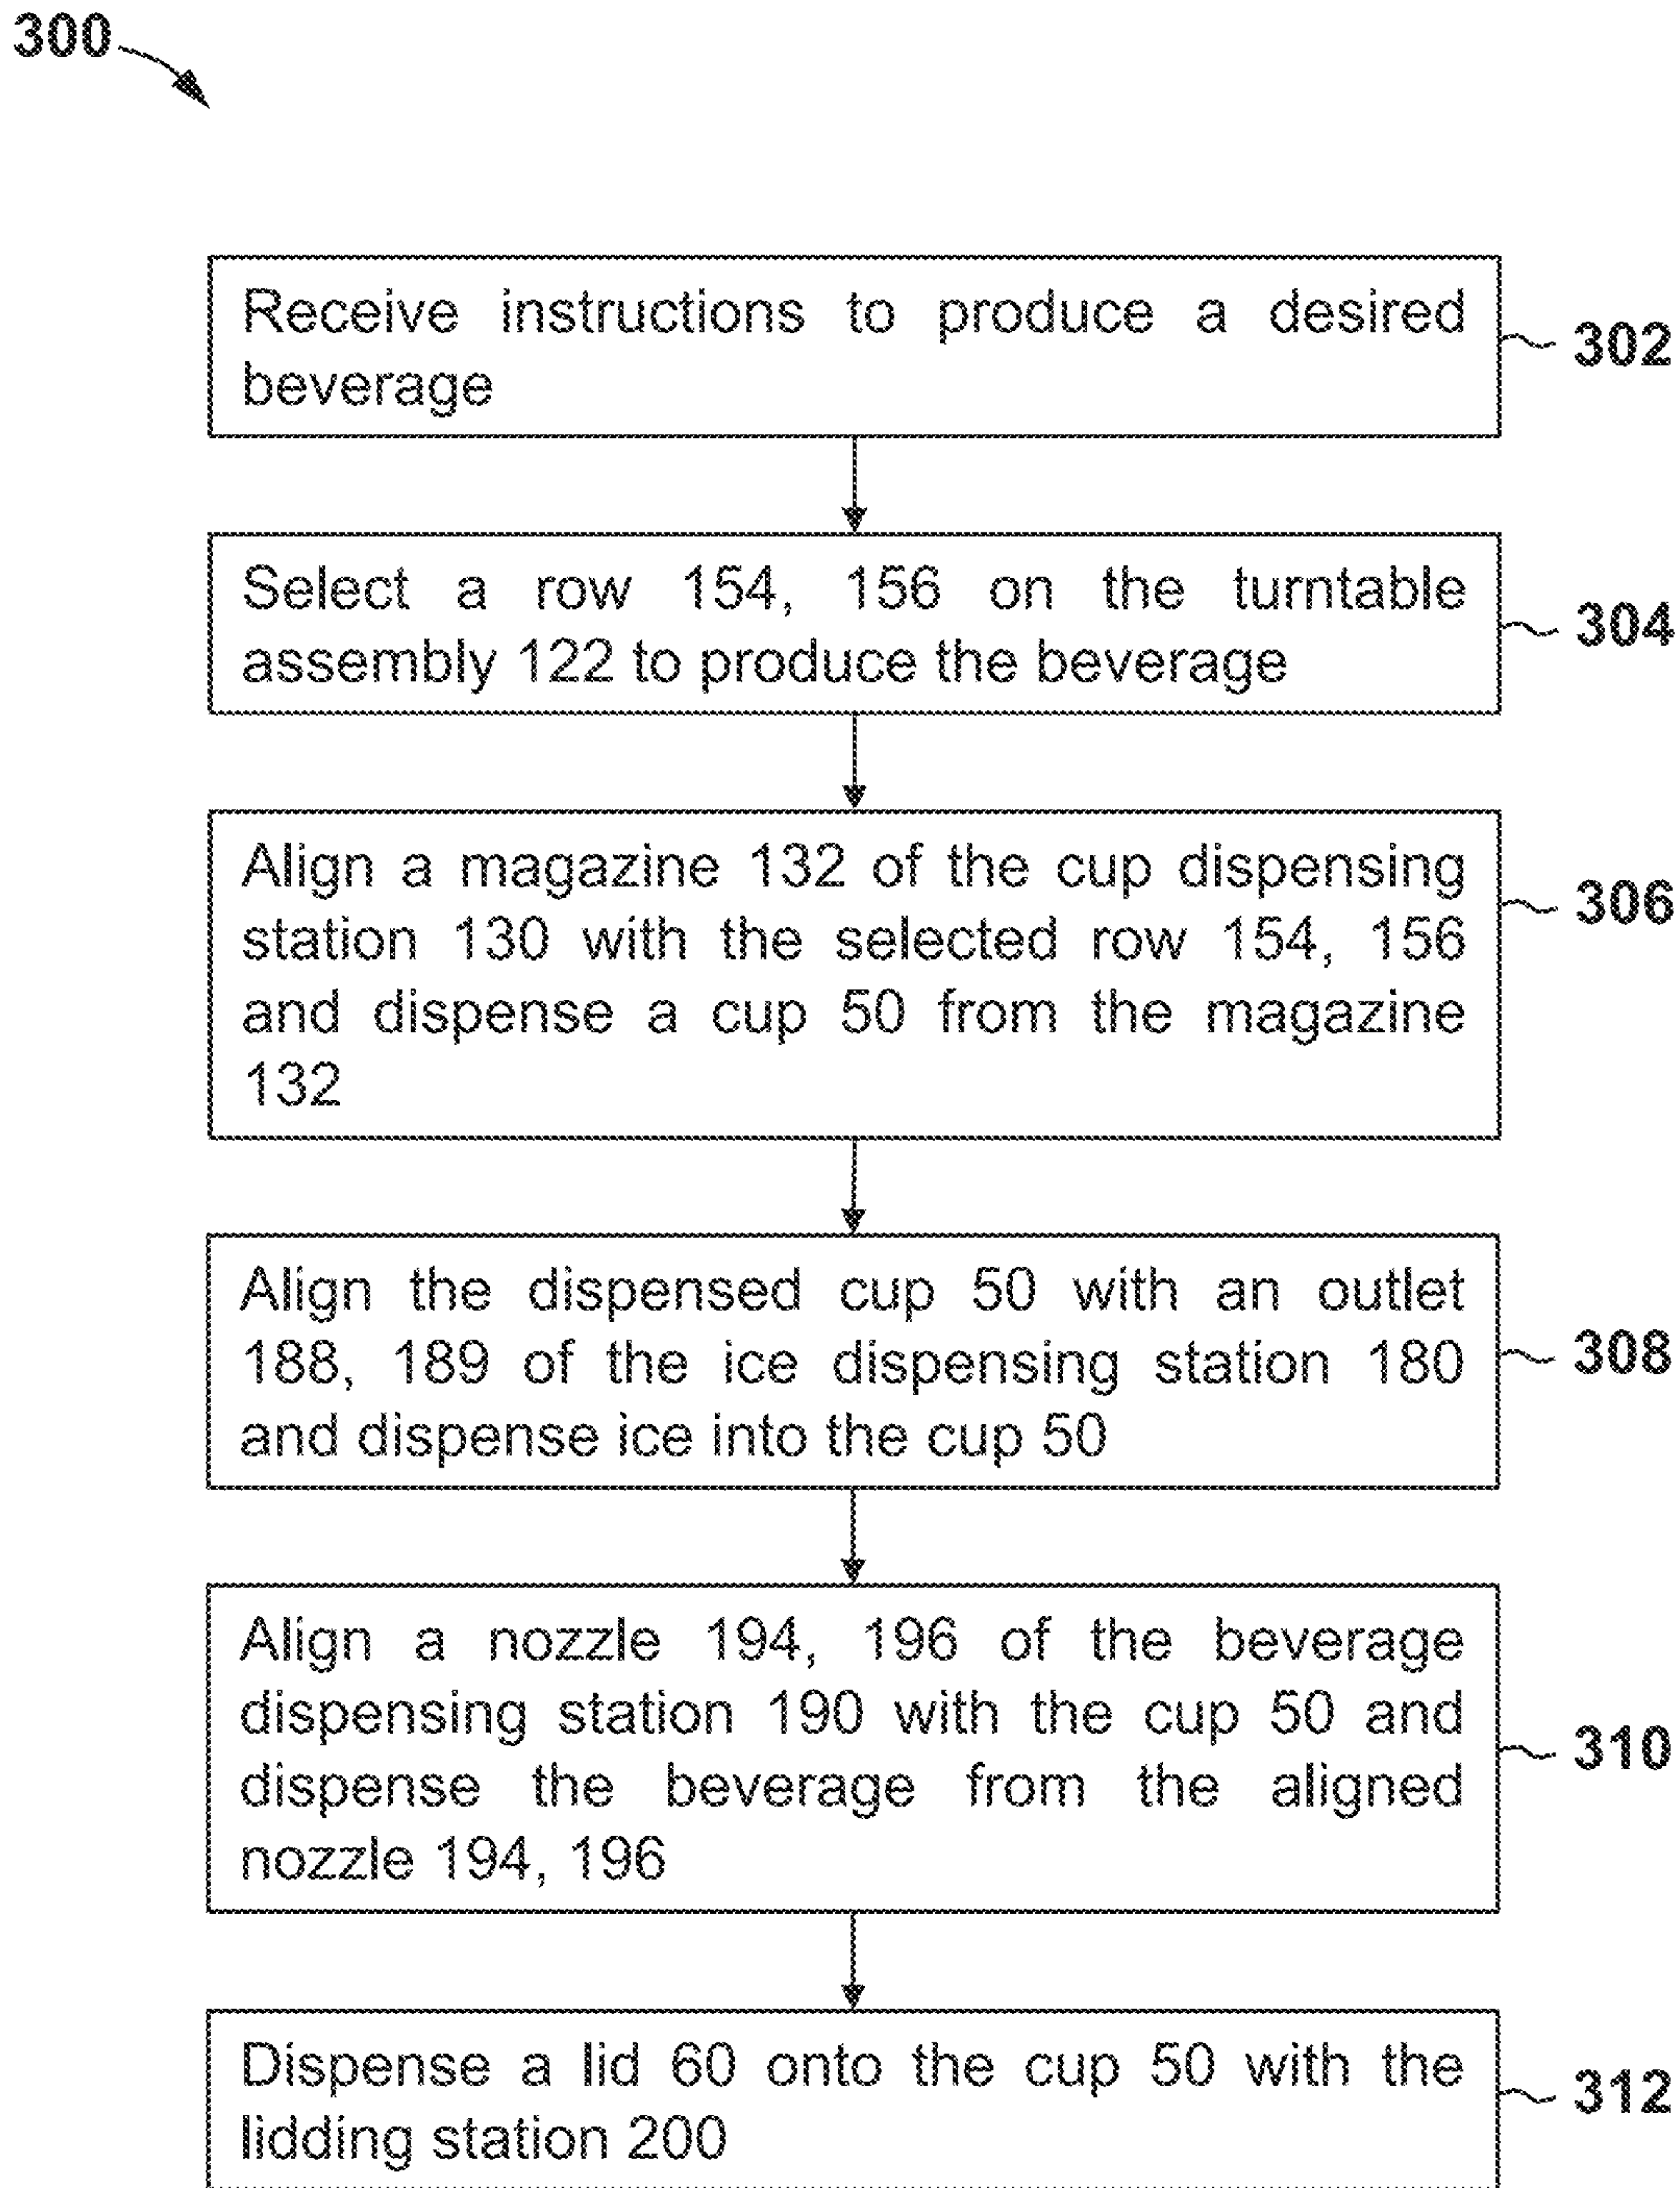 300
Receive instructions to produce a desired
beverage
302
Select a row 154, 156 on the turntable
assembly 122 to produce the beverage
304
Align a magazine 132 of the cup dispensing
station 130 with the selected row 154, 156
and dispense a cup 50 from the magazine
132
306
Align the dispensed cup 50 with an outlet
188, 189 of the ice dispensing station 180
and dispense ice into the cup 50
308
Align a nozzle 194, 196 of the beverage
dispensing station 190 with the cup 50 and
dispense the beverage from the aligned
nozzle 194, 196
310
Dispense a lid 60 onto the cup 50 with the
lidding station 200
312